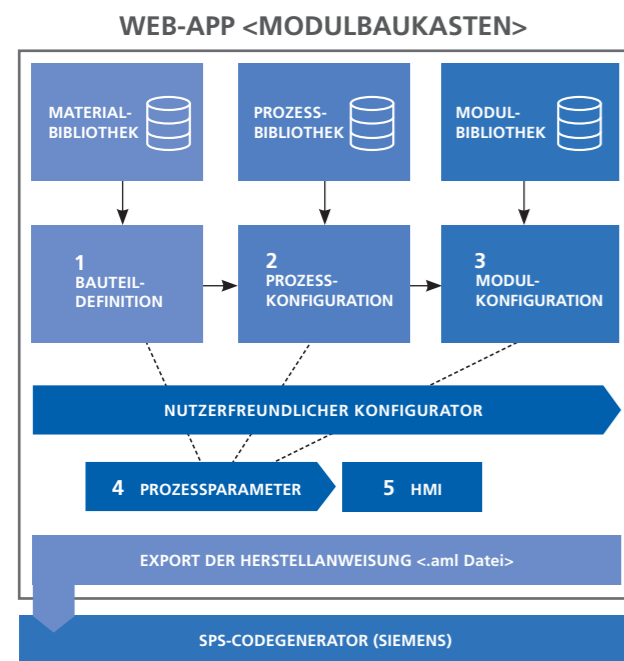 WEB-APP <MODULBAUKASTEN>
MATERIAL-
BIBLIOTHEK
PROZESS-
BIBLIOTHEK
MODUL-
BIBLIOTHEK
1
BAUTEIL-
DEFINITION
2
PROZESS-
KONFIGURATION
3
MODUL-
KONFIGURATION
NUTZERFREUNDLICHER KONFIGURATOR
4 PROZESSPARAMETER
5 HMI
EXPORT DER HERSTELLANWEISUNG <.aml Datei>
SPS-CODEGENERATOR (SIEMENS)